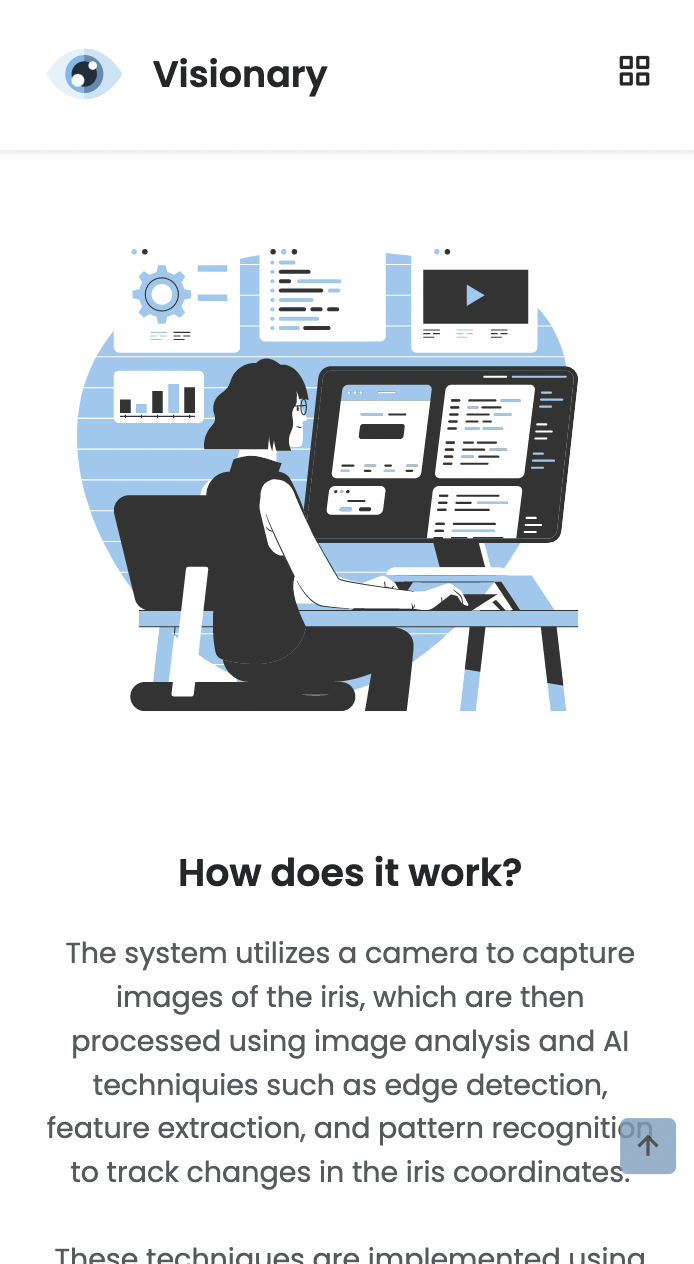 Visionary
How does it work?
The system utilizes a camera to capture
images of the iris, which are then
processed using image analysis and AI
techniquies such as edge detection,
feature extraction, and pattern recognition
to track changes in the iris coordinates.
These techniques are implemented using